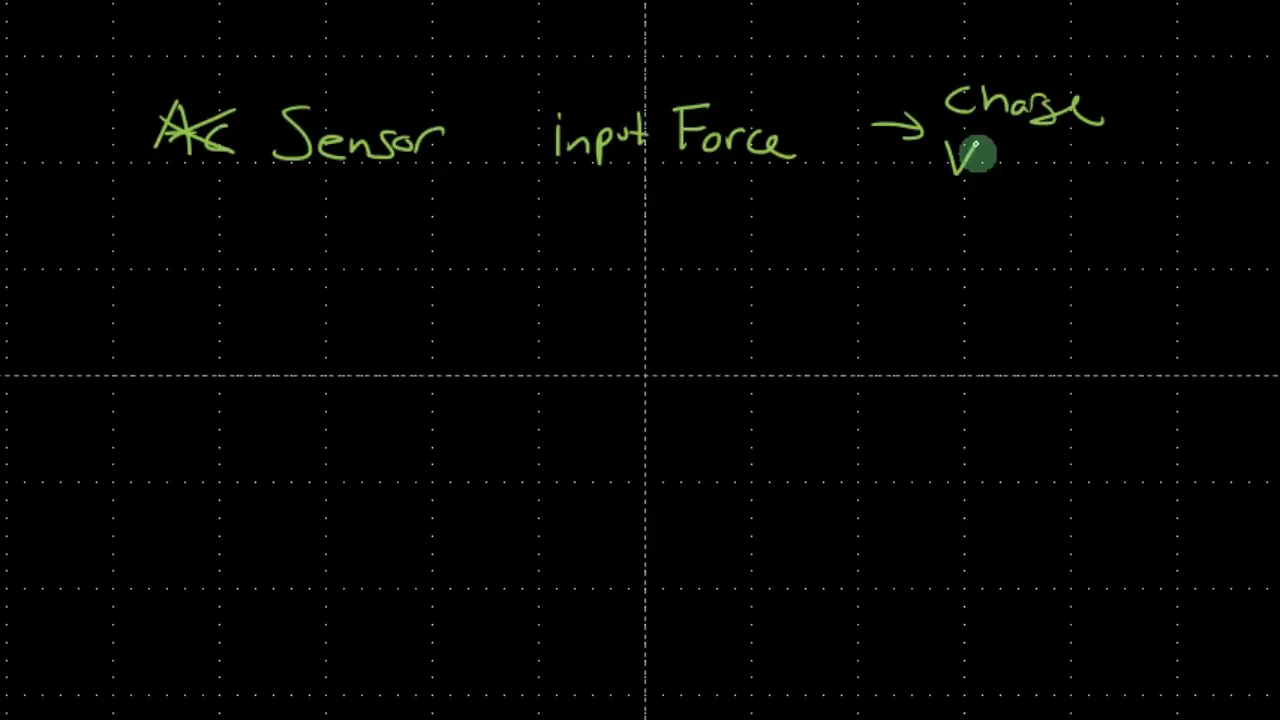 Sensor input Force → Charge
V